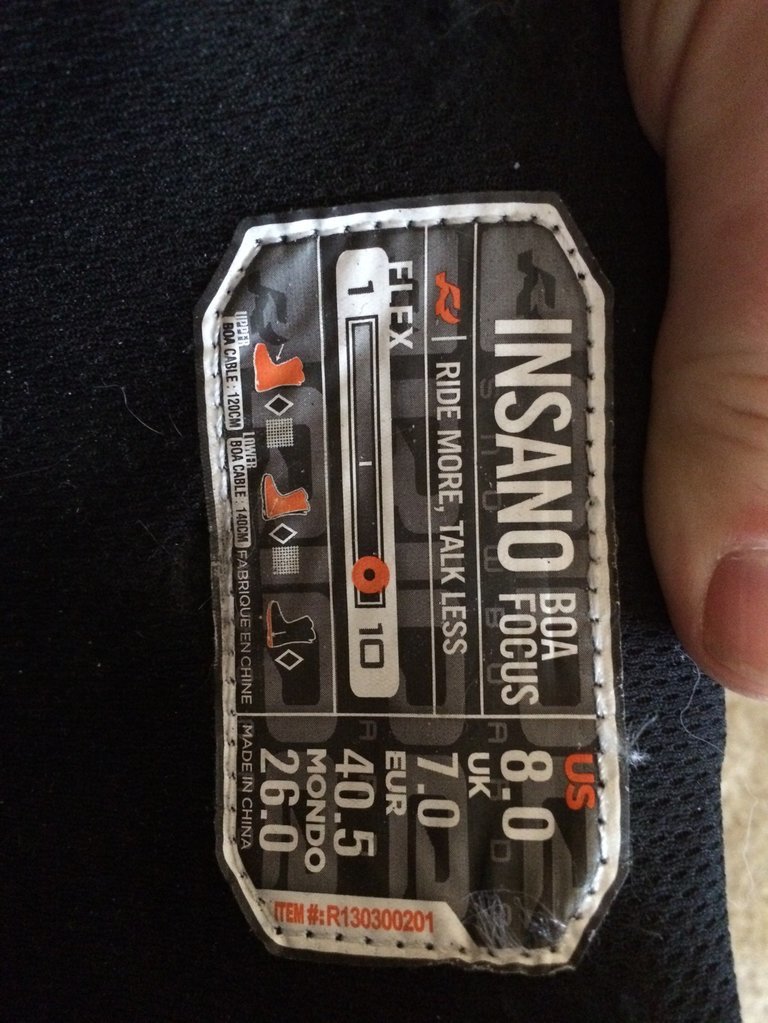 INSANO BOA
FOCUS
RIDE MORE, TALK LESS
FLEX
1
10
UPPER
BOA CABLE : 120CM
LOWER
BOA CABLE : 140CM
FABRIQUE EN CHINE
MADE IN CHINA
US
8.0
UK
7.0
EUR
40.5
MONDO
26.0
ITEM #: R130300201